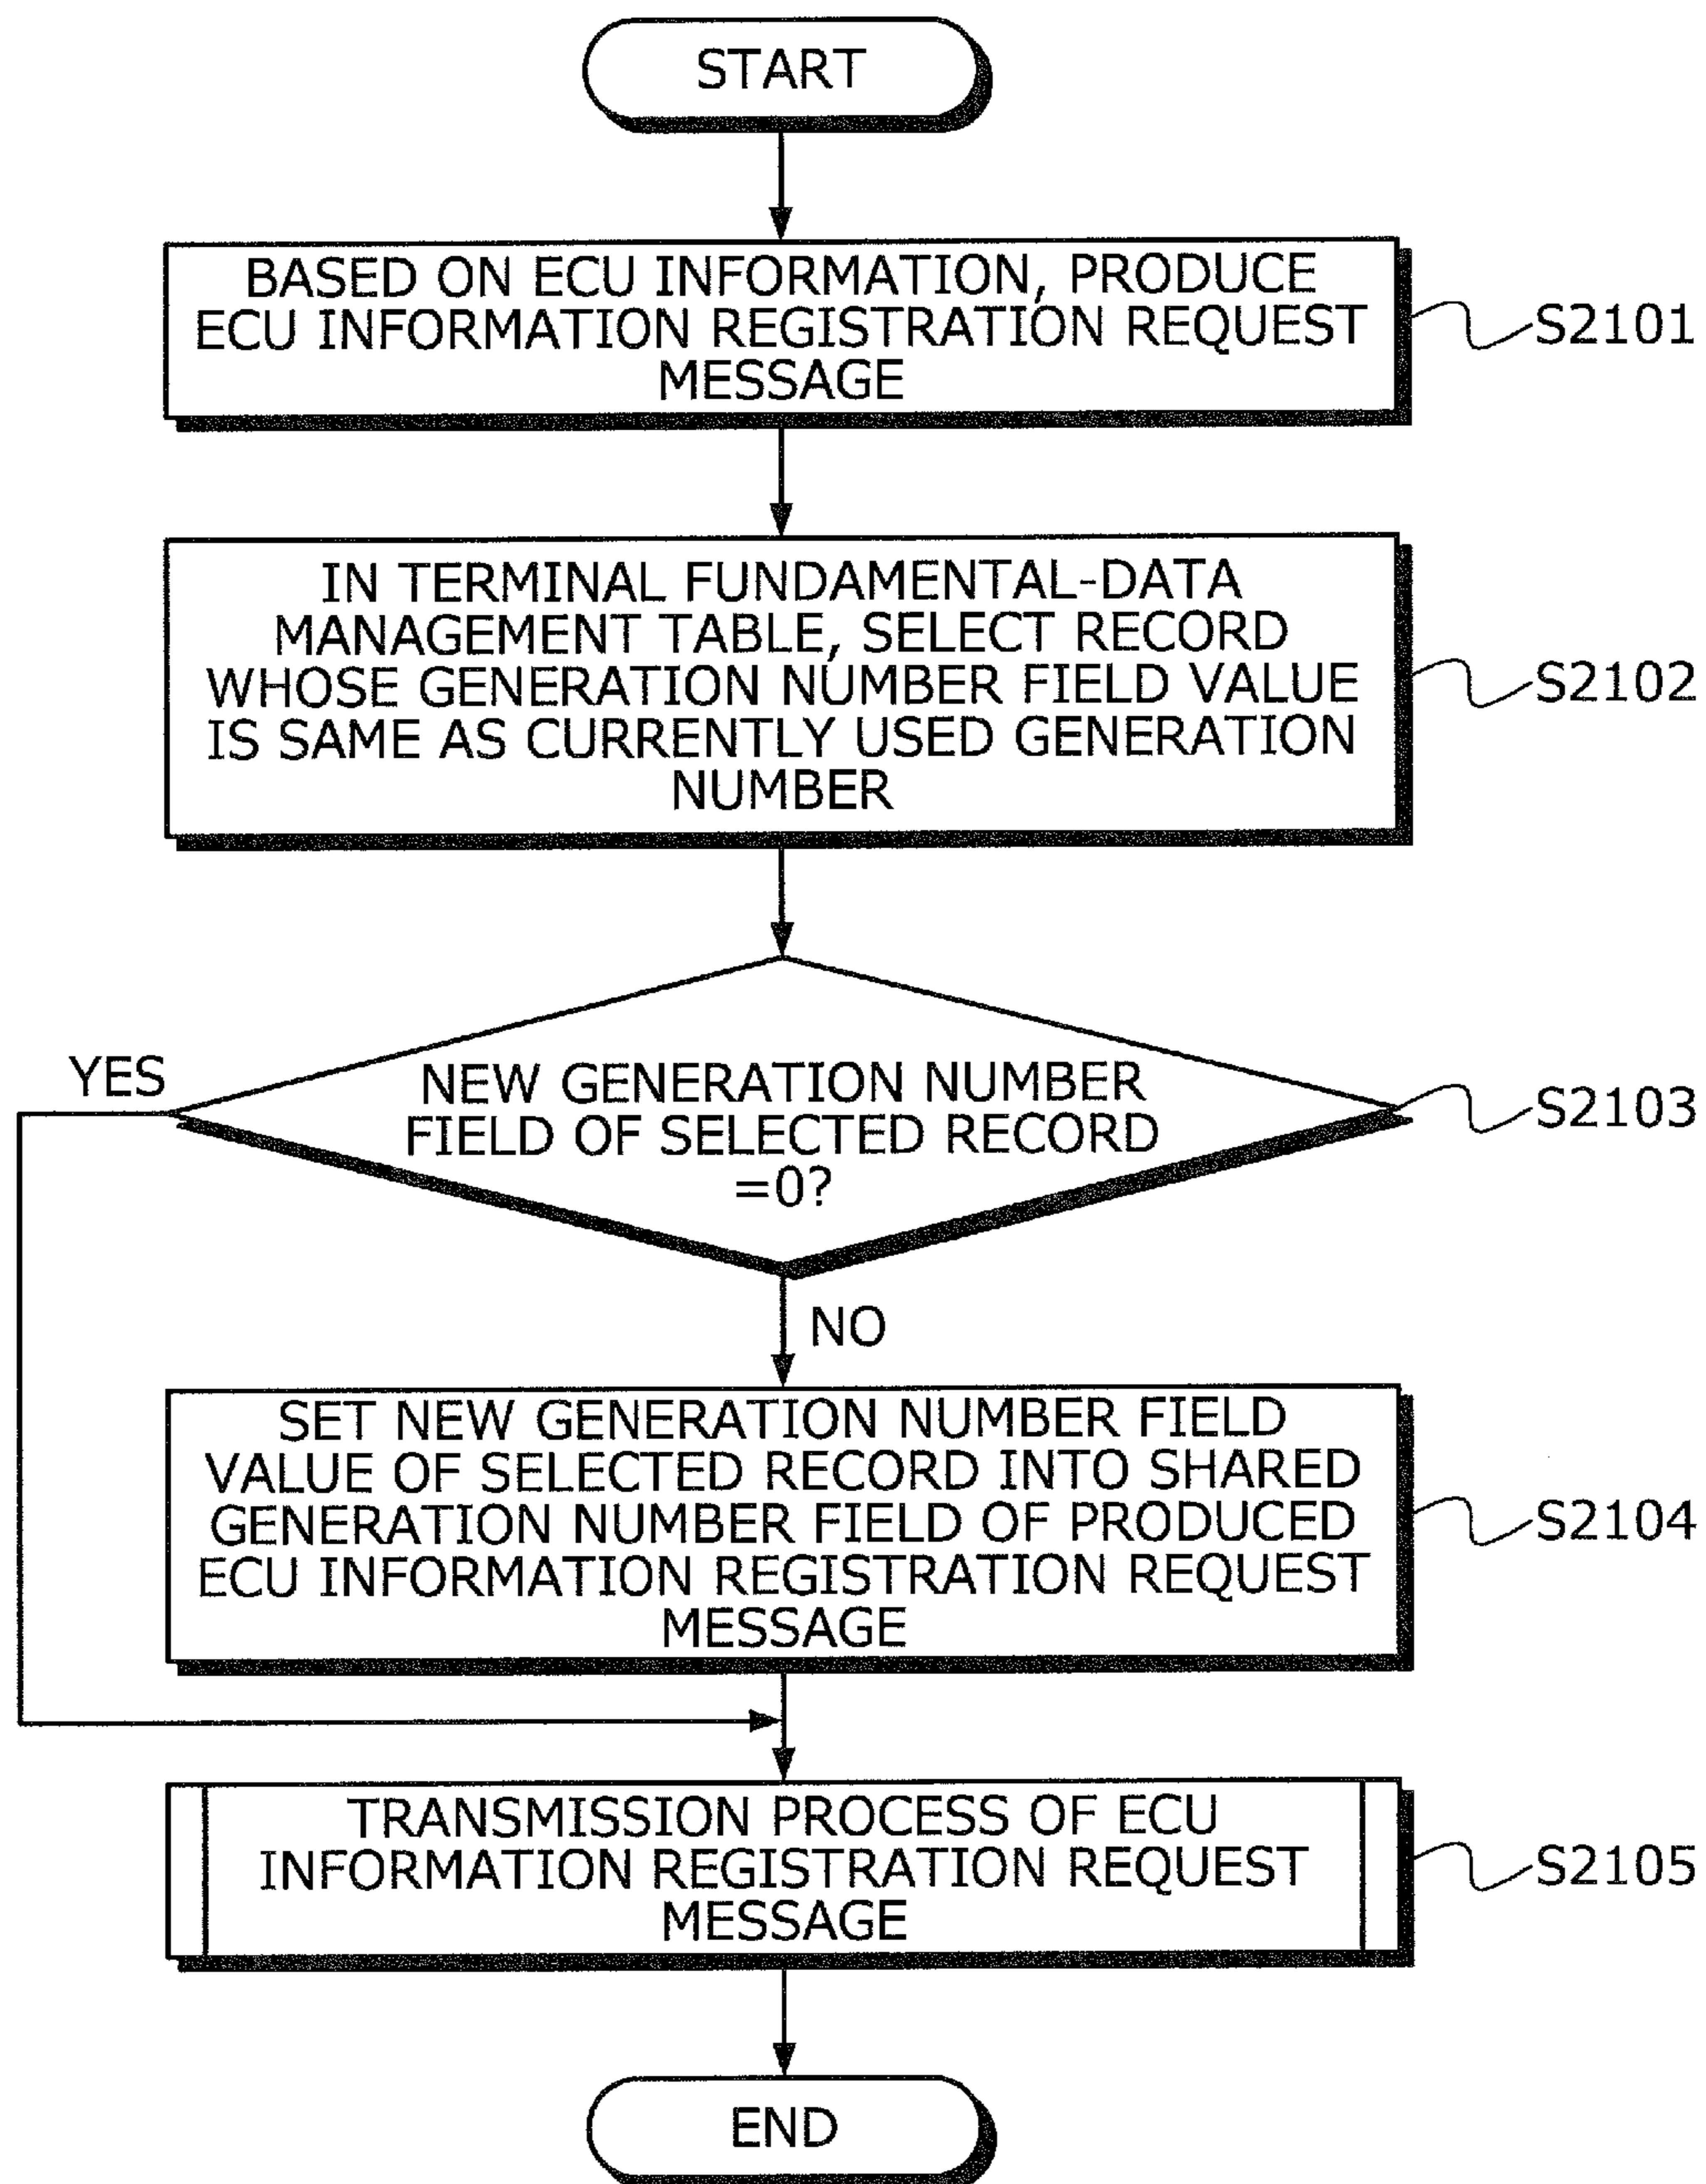 START
BASED ON ECU INFORMATION, PRODUCE
ECU INFORMATION REGISTRATION REQUEST
MESSAGE
S2101
IN TERMINAL FUNDAMENTAL-DATA
MANAGEMENT TABLE, SELECT RECORD
WHOSE GENERATION NUMBER FIELD VALUE
IS SAME AS CURRENTLY USED GENERATION
NUMBER
S2102
YES
NEW GENERATION NUMBER
FIELD OF SELECTED RECORD
=0?
S2103
NO
SET NEW GENERATION NUMBER FIELD
VALUE OF SELECTED RECORD INTO SHARED
GENERATION NUMBER FIELD OF PRODUCED
ECU INFORMATION REGISTRATION REQUEST
MESSAGE
S2104
TRANSMISSION PROCESS OF ECU
INFORMATION REGISTRATION REQUEST
MESSAGE
S2105
END